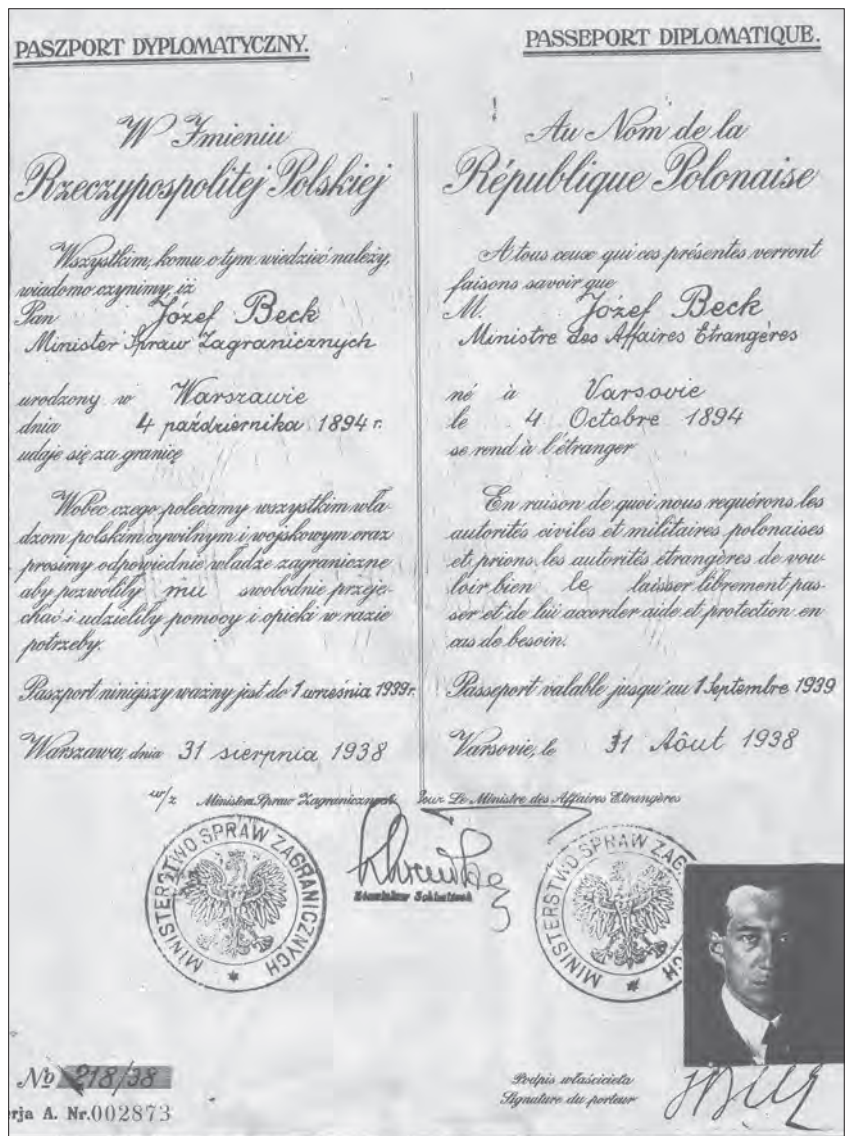 PASZPORT DYPLOMATYCZNY.
W Imieniu
Rzeczypospolitej Polskiej
Wszystkim, komu o tym wiedzieć należy,
wiadomo czynimy, iż
Pan Józef Beck
Minister Spraw Zagranicznych
urodzony w Warszawie
dnia 4 października 1894 r.
udaje się za granicę
Wobec czego polecamy wszystkim wła-
dzom polskim cywilnym i wojskowym oraz
prosimy odpowiednie władze zagraniczne
aby pozwoliły mu swobodnie przeje-
chać i udzieliły pomocy i opieki w razie
potrzeby.
Paszport niniejszy ważny jest do 1 września 1939 r.
Warszawa, dnia 31 sierpnia 1938
w/z Ministra Spraw Zagranicznych
PASSEPORT DIPLOMATIQUE.
Au Nom de la
République Polonaise
A tous ceux qui ces présentes verront
faisons savoir que
M. Józef Beck
Ministre des Affaires Etrangères
né à Varsovie
le 4 Octobre 1894
se rend à l'étranger
En raison de quoi nous requérons les
autorités civiles et militaires polonaises
et prions les autorités étrangères de vou-
loir bien le laisser librement pas-
ser et de lui accorder aide et protection en
cas de besoin.
Passeport valable jusqu'au 1 Septembre 1939
Varsovie, le 31 Aôut 1938
Pour Le Ministre des Affaires Etrangères
MINISTERSTWO SPRAW ZAGRANICZNYCH
Stanisław
MINISTERSTWO SPRAW ZAG CH
No 218/38
rja A. Nr. 002873
Podpis właściciela
Signature du porteur